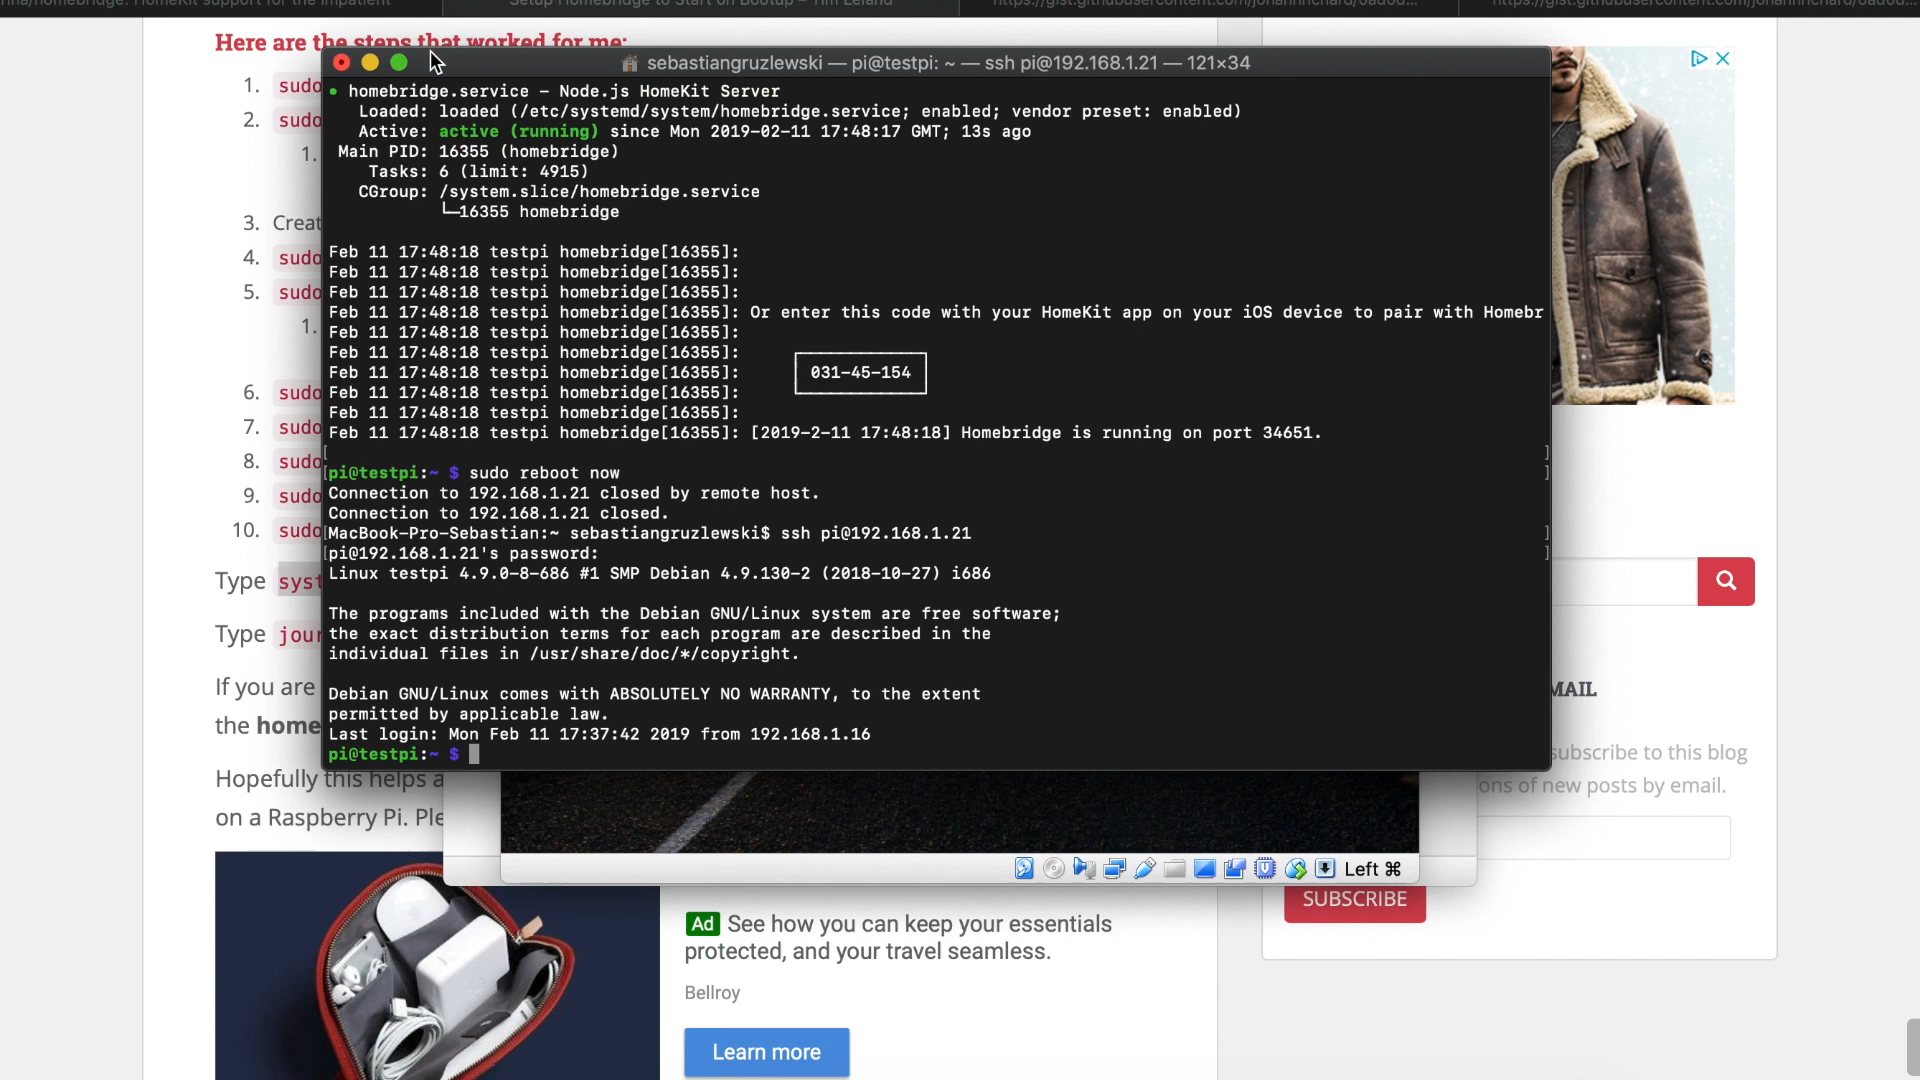 Setup Homebridge to Start on Bootup – Tim Leland
Here are the steps that worked for me:
sebastiangruzlewski — pi@testpi: ~ — ssh pi@192.168.1.21 — 121×34
● homebridge.service – Node.js HomeKit Server
Loaded: loaded (/etc/systemd/system/homebridge.service; enabled; vendor preset: enabled)
Active: active (running) since Mon 2019-02-11 17:48:17 GMT; 13s ago
Main PID: 16355 (homebridge)
Tasks: 6 (limit: 4915)
CGroup: /system.slice/homebridge.service
└─16355 homebridge
Feb 11 17:48:18 testpi homebridge[16355]:
Feb 11 17:48:18 testpi homebridge[16355]:
Feb 11 17:48:18 testpi homebridge[16355]:
Feb 11 17:48:18 testpi homebridge[16355]: Or enter this code with your HomeKit app on your iOS device to pair with Homebr
Feb 11 17:48:18 testpi homebridge[16355]:
Feb 11 17:48:18 testpi homebridge[16355]:
Feb 11 17:48:18 testpi homebridge[16355]: 031-45-154
Feb 11 17:48:18 testpi homebridge[16355]:
Feb 11 17:48:18 testpi homebridge[16355]:
Feb 11 17:48:18 testpi homebridge[16355]: [2019-2-11 17:48:18] Homebridge is running on port 34651.
pi@testpi:~ $ sudo reboot now
Connection to 192.168.1.21 closed by remote host.
Connection to 192.168.1.21 closed.
MacBook-Pro-Sebastian:~ sebastiangruzlewski$ ssh pi@192.168.1.21
pi@192.168.1.21's password:
Linux testpi 4.9.0-8-686 #1 SMP Debian 4.9.130-2 (2018-10-27) i686
The programs included with the Debian GNU/Linux system are free software;
the exact distribution terms for each program are described in the
individual files in /usr/share/doc/*/copyright.
Debian GNU/Linux comes with ABSOLUTELY NO WARRANTY, to the extent
permitted by applicable law.
Last login: Mon Feb 11 17:37:42 2019 from 192.168.1.16
pi@testpi:~ $
1. sudo
2. sudo
1.
3. Creat
4. sudo
5. sudo
1.
6. sudo
7. sudo
8. sudo
9. sudo
10. sudo
Type syst
Type jour
If you are
the home
Hopefully this helps a
on a Raspberry Pi. Ple
Left ⌘
MAIL
subscribe to this blog
ons of new posts by email.
SUBSCRIBE
Ad See how you can keep your essentials
protected, and your travel seamless.
Bellroy
Learn more